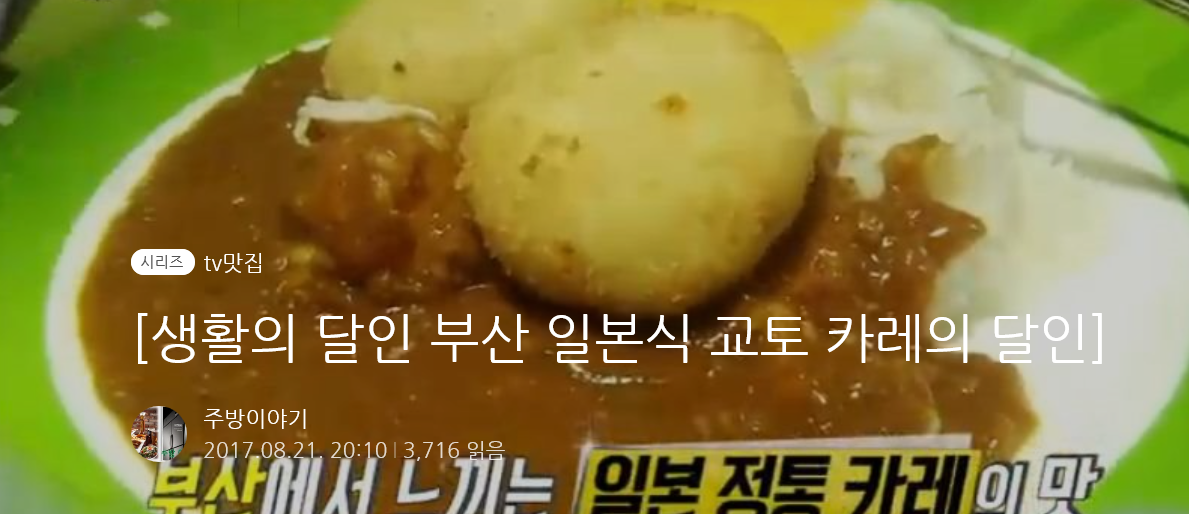 시리즈 tv맛집
[생활의 달인 부산 일본식 교토 카레의 달인]
주방이야기
2017.08.21. 20:10 | 3,716 읽음
부산에서 느끼는 일본 정통 카레의 맛